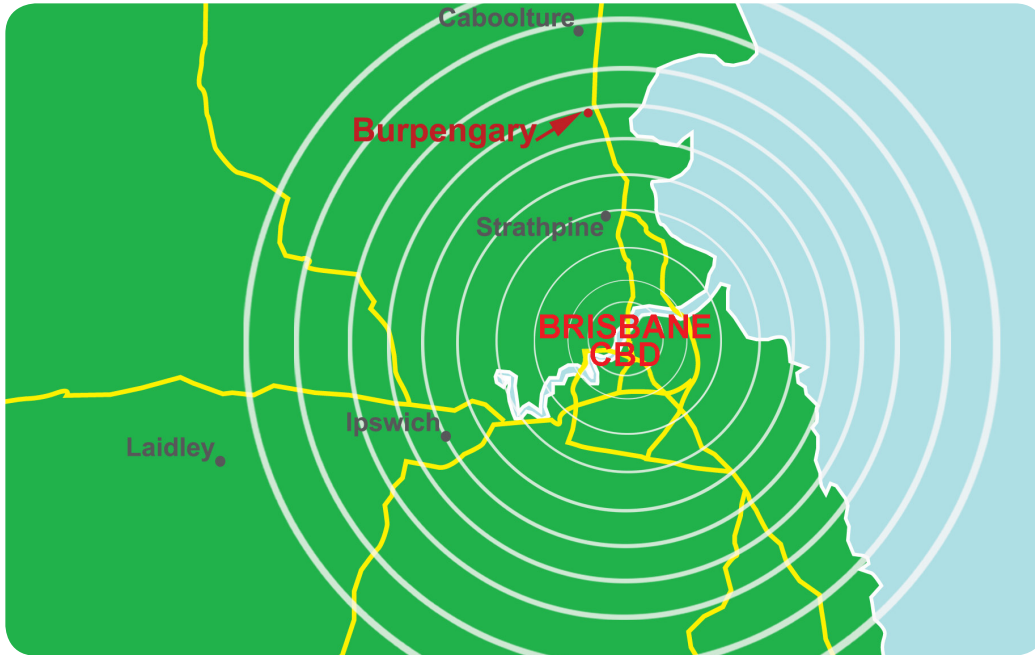 Caboolture
Burpengary
Strathpine
BRISBANE
CBD
Ipswich
Laidley